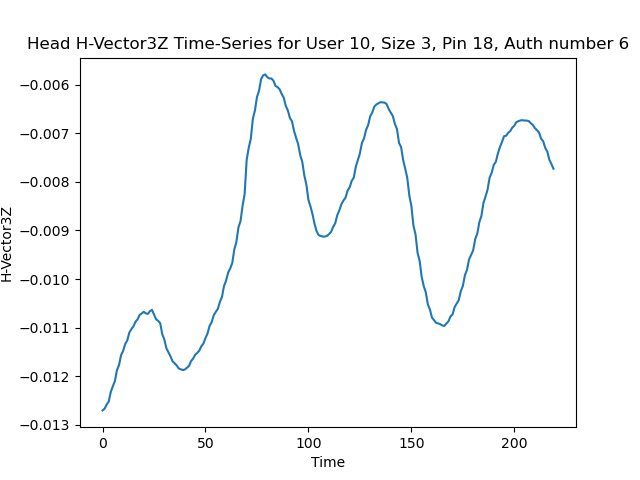 Head H-Vector3Z Time-Series for User 10, Size 3, Pin 18, Auth number 6
−0.006
−0.007
−0.008
−0.009
−0.010
−0.011
−0.012
−0.013
H-Vector3Z
0 50 100 150 200
Time